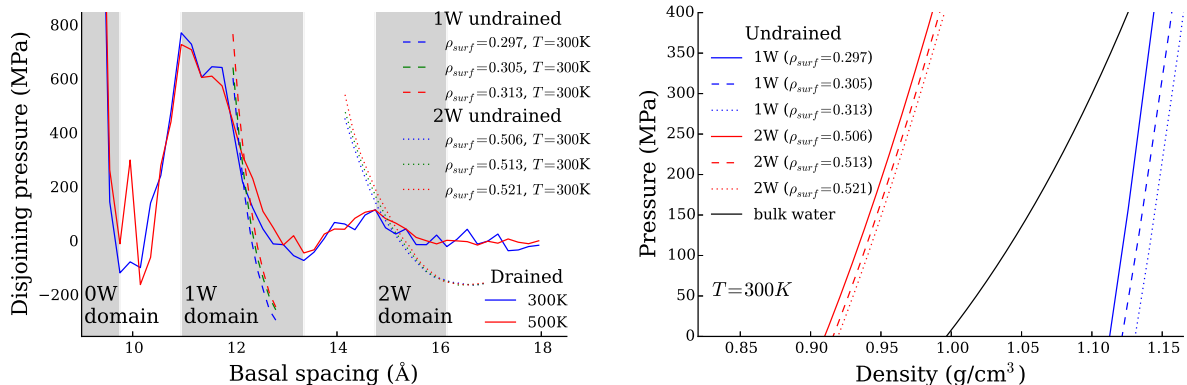 800
600
400
200
0
−200
Disjoining pressure (MPa)
1W undrained
ρsurf=0.297, T=300K
ρsurf=0.305, T=300K
ρsurf=0.313, T=300K
2W undrained
ρsurf=0.506, T=300K
ρsurf=0.513, T=300K
ρsurf=0.521, T=300K
Drained
300K
500K
0W
domain
1W
domain
2W
domain
10 12 14 16 18
Basal spacing (Å)
400
350
300
250
200
150
100
50
0
Pressure (MPa)
Undrained
1W (ρsurf=0.297)
1W (ρsurf=0.305)
1W (ρsurf=0.313)
2W (ρsurf=0.506)
2W (ρsurf=0.513)
2W (ρsurf=0.521)
bulk water
T=300K
0.85 0.90 0.95 1.00 1.05 1.10 1.15
Density (g/cm³)